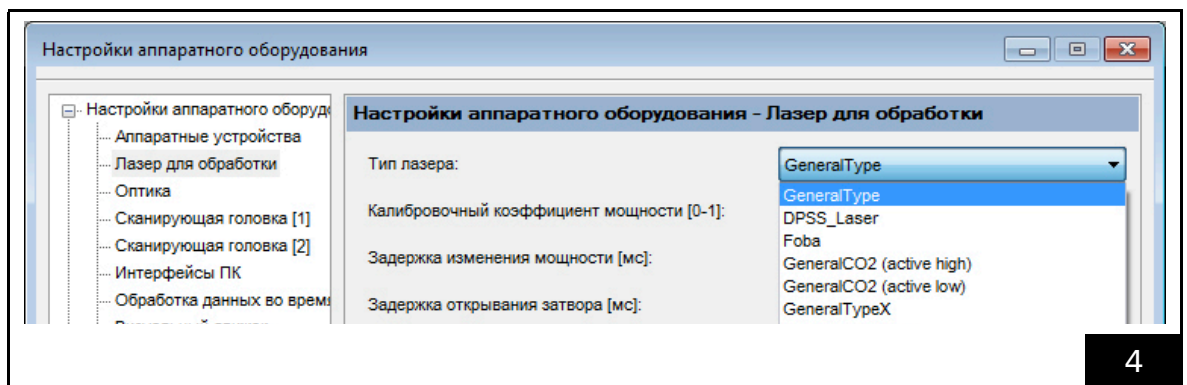 Настройки аппаратного оборудования
Настройки аппаратного оборудо
Аппаратные устройства
Лазер для обработки
Оптика
Сканирующая головка [1]
Сканирующая головка [2]
Интерфейсы ПК
Обработка данных во врем
Настройки аппаратного оборудования - Лазер для обработки
Тип лазера:
GeneralType
GeneralType
DPSS_Laser
Foba
GeneralCO2 (active high)
GeneralCO2 (active low)
GeneralTypeX
Калибровочный коэффициент мощности [0-1]:
Задержка изменения мощности [мс]:
Задержка открывания затвора [мс]:
4